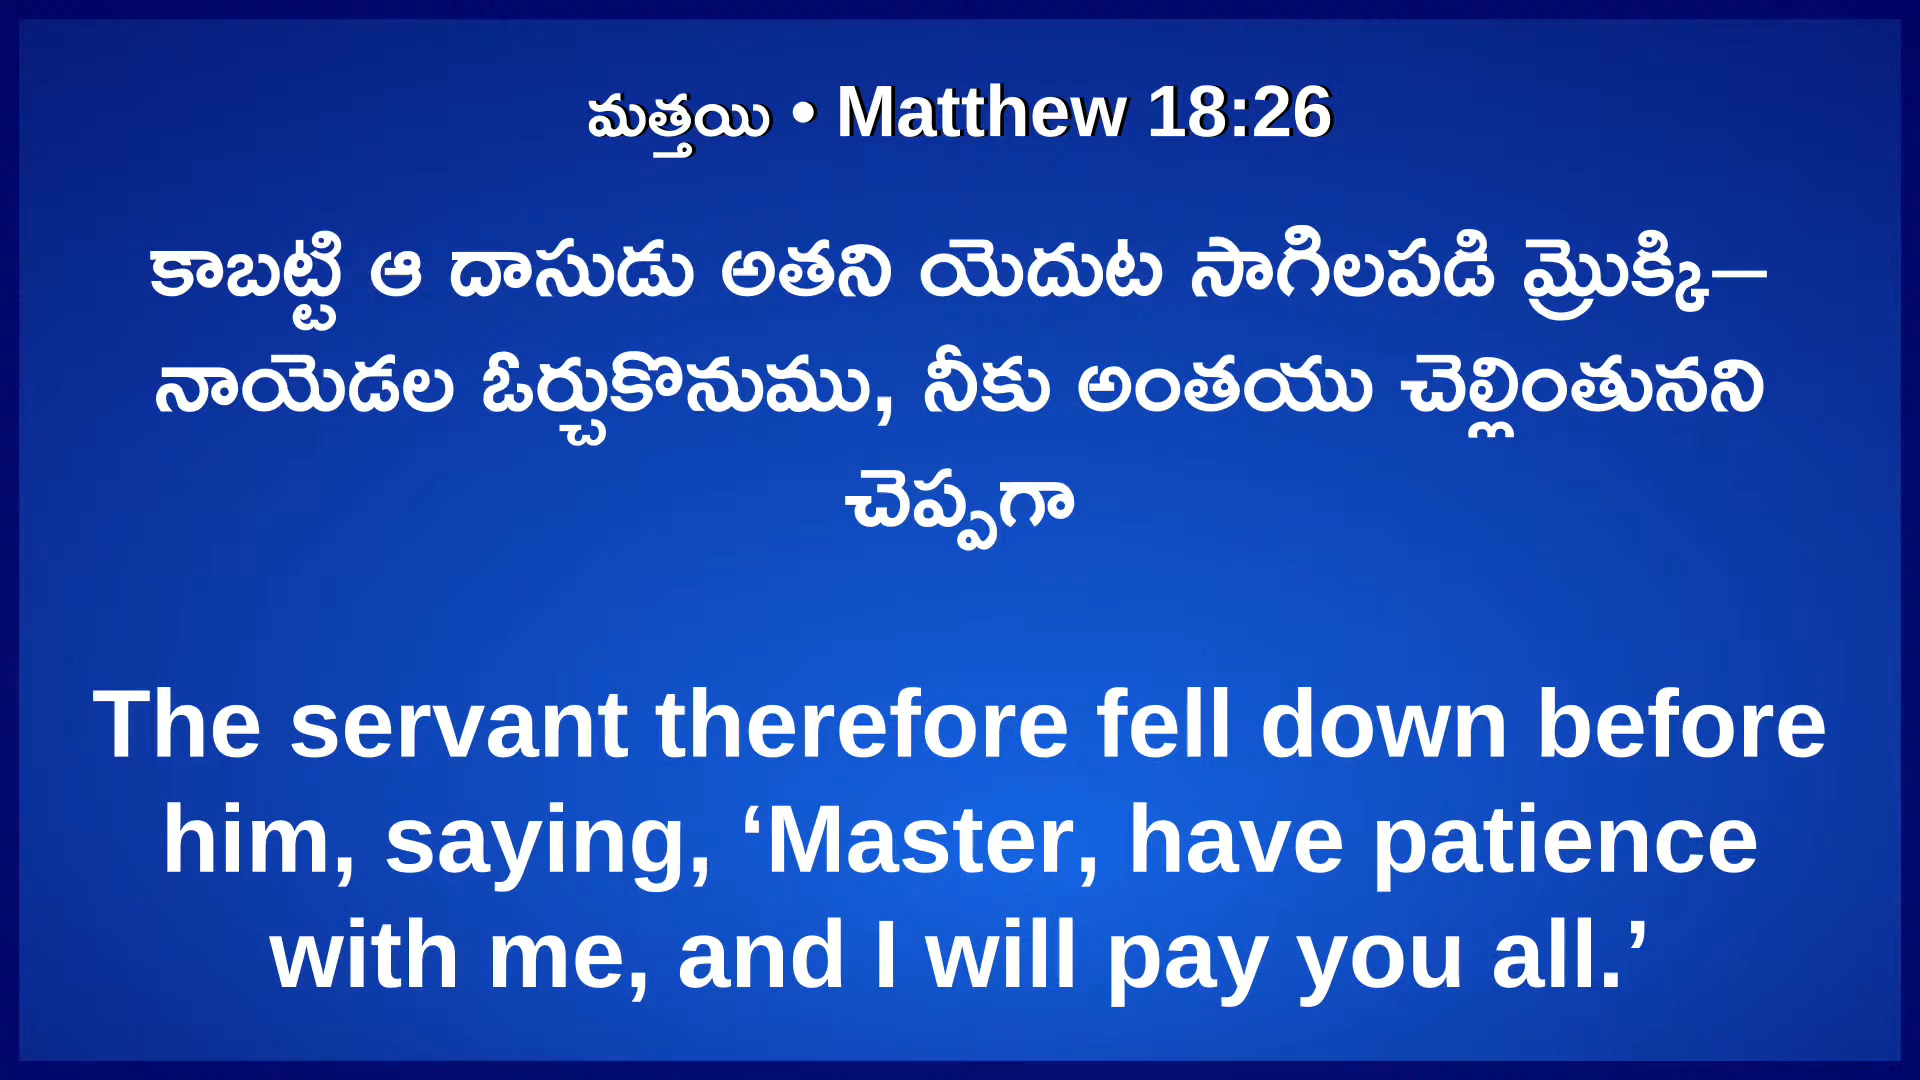 మత్తయి • Matthew 18:26
కాబట్టి ఆ దాసుడు అతని యెదుట సాగిలపడి మ్రొక్కి–
నాయెడల ఓర్చుకొనుము, నీకు అంతయు చెల్లింతునని
చెప్పగా
The servant therefore fell down before
him, saying, ‘Master, have patience
with me, and I will pay you all.’